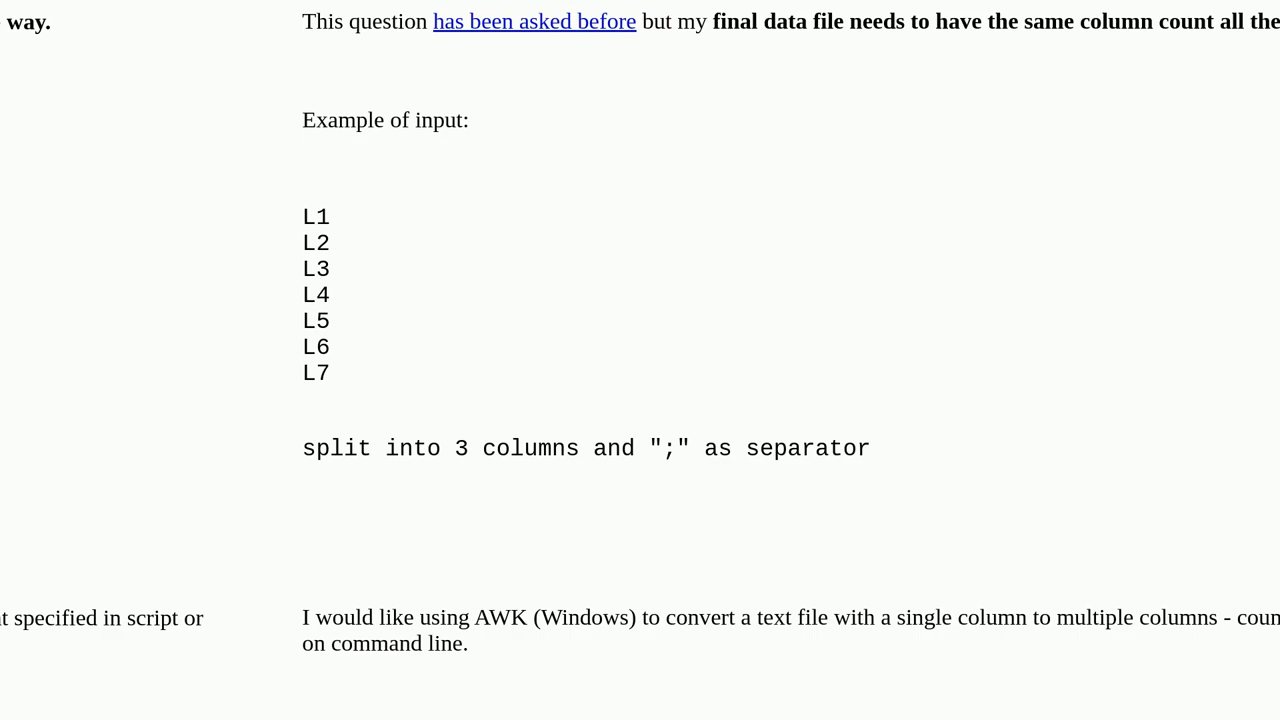 way.
This question has been asked before but my final data file needs to have the same column count all the
Example of input:
L1
L2
L3
L4
L5
L6
L7
split into 3 columns and ";" as separator
specified in script or
I would like using AWK (Windows) to convert a text file with a single column to multiple columns -
on command line.